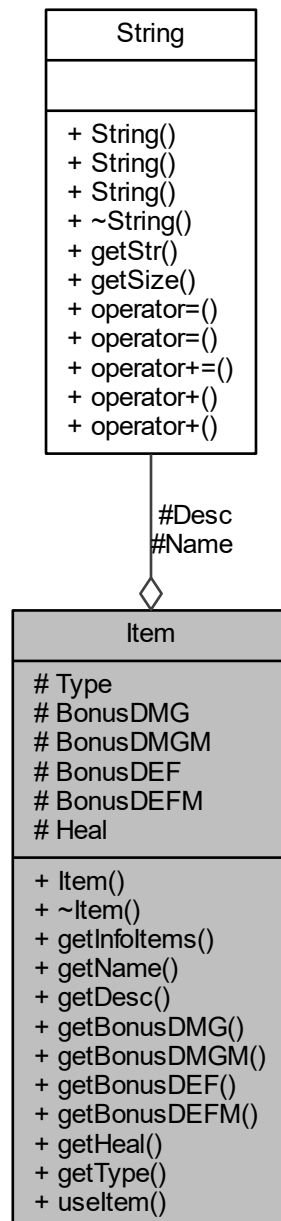 String
+ String()
+ String()
+ String()
+ ~String()
+ getStr()
+ getSize()
+ operator=()
+ operator=()
+ operator+=()
+ operator+()
+ operator+()
#Desc
#Name
Item
# Type
# BonusDMG
# BonusDMGM
# BonusDEF
# BonusDEFM
# Heal
+ Item()
+ ~Item()
+ getInfoItems()
+ getName()
+ getDesc()
+ getBonusDMG()
+ getBonusDMGM()
+ getBonusDEF()
+ getBonusDEFM()
+ getHeal()
+ getType()
+ useItem()